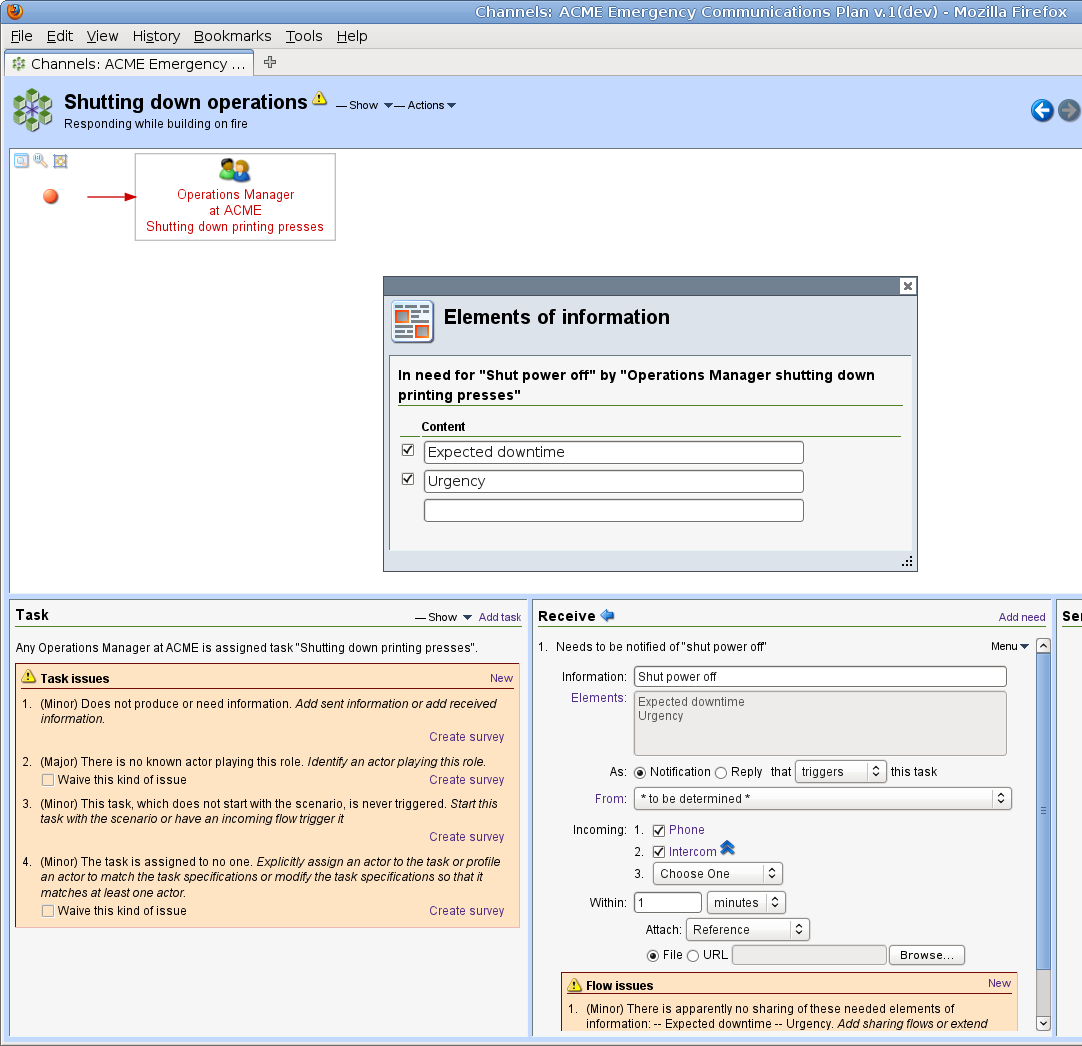 Channels: ACME Emergency Communications Plan v.1(dev) - Mozilla Firefox
File Edit View History Bookmarks Tools Help
Channels: ACME Emergency ...
Shutting down operations — Show — Actions
Responding while building on fire
Operations Manager
at ACME
Shutting down printing presses
Elements of information
In need for "Shut power off" by "Operations Manager shutting down
printing presses"
Content
Expected downtime
Urgency
Task — Show Add task
Any Operations Manager at ACME is assigned task "Shutting down printing presses".
Task issues New
1. (Minor) Does not produce or need information. Add sent information or add received
information.
Create survey
2. (Major) There is no known actor playing this role. Identify an actor playing this role.
Waive this kind of issue Create survey
3. (Minor) This task, which does not start with the scenario, is never triggered. Start this
task with the scenario or have an incoming flow trigger it
Create survey
4. (Minor) The task is assigned to no one. Explicitly assign an actor to the task or profile
an actor to match the task specifications or modify the task specifications so that it
matches at least one actor.
Waive this kind of issue Create survey
Receive Add need
1. Needs to be notified of "shut power off" Menu
Information: Shut power off
Elements: Expected downtime
Urgency
As: Notification Reply that triggers this task
From: * to be determined *
Incoming: 1. Phone
2. Intercom
3. Choose One
Within: 1 minutes
Attach: Reference
File URL Browse...
Flow issues New
1. (Minor) There is apparently no sharing of these needed elements of
information: -- Expected downtime -- Urgency. Add sharing flows or extend